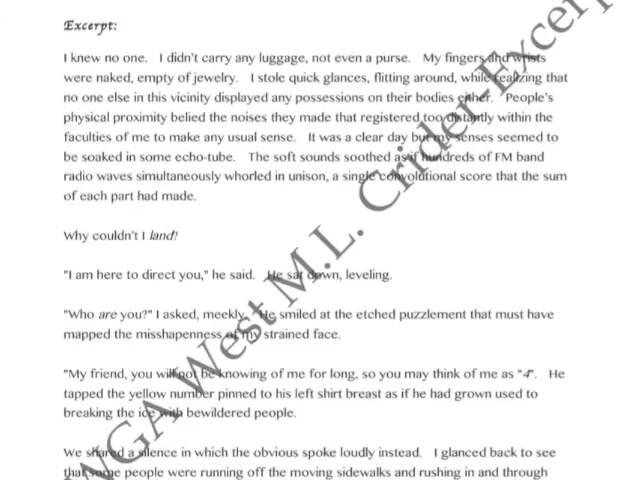 Excerpt:
I knew no one. I didn't carry any luggage, not even a purse. My fingers and wrists
were naked, empty of jewelry. I stole quick glances, flitting around, while realizing that
no one else in this vicinity displayed any possessions on their bodies either. People's
physical proximity belied the noises they made that registered too distantly within the
faculties of me to make any usual sense. It was a clear day but my senses seemed to
be soaked in some echo-tube. The soft sounds soothed as if hundreds of FM band
radio waves simultaneously whorled in unison, a single convolutional score that the sum
of each part had made.
Why couldn't I land?
"I am here to direct you," he said. He sat down, leveling.
"Who are you?" I asked, meekly. He smiled at the etched puzzlement that must have
mapped the misshapenness of my strained face.
"My friend, you will not be knowing of me for long, so you may think of me as "4". He
tapped the yellow number pinned to his left shirt breast as if he had grown used to
breaking the ice with bewildered people.
We shared a silence in which the obvious spoke loudly instead. I glanced back to see
that some people were running off the moving sidewalks and rushing in and through
WGA West M.L. Crider-Excerp